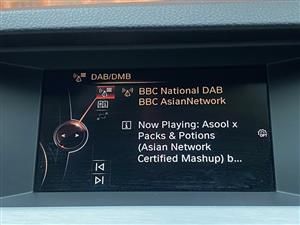 DAB/DMB
BBC National DAB
BBC AsianNetwork
Now Playing: Asool x
Packs & Potions
(Asian Network
Certified Mashup) b...